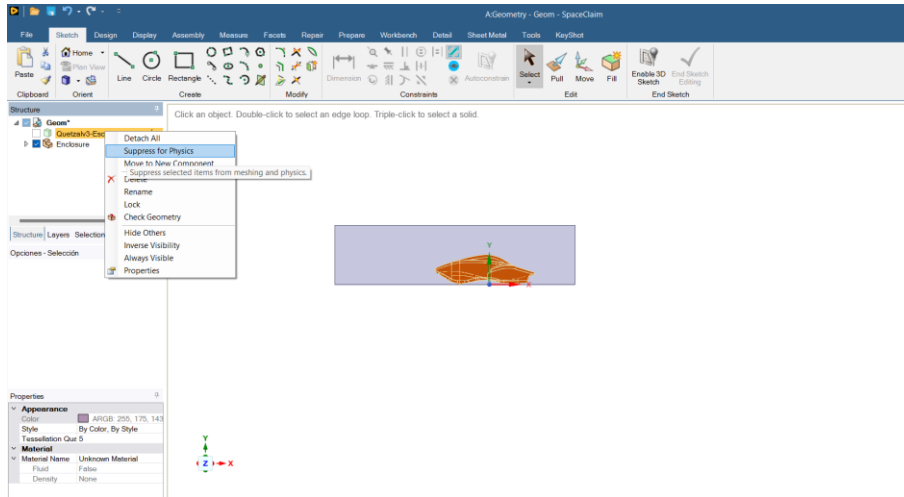 A:Geometry - Geom - SpaceClaim
File Sketch Design Display Assembly Measure Facets Repair Prepare Workbench Detail Sheet Metal Tools KeyShot
Home
Plan View
Paste
Line Circle Rectangle
Dimension
Autoconstrain
Select Pull Move Fill
Enable 3D Sketch
End Sketch Editing
Clipboard Orient Create Modify Constraints Edit End Sketch
Structure
Click an object. Double-click to select an edge loop. Triple-click to select a solid.
Geom*
Quetzalv3-Esc
Enclosure
Detach All
Suppress for Physics
Move to New Component
Suppress selected items from meshing and physics.
Delete
Rename
Lock
Check Geometry
Hide Others
Inverse Visibility
Always Visible
Properties
Structure Layers Selection
Opciones - Selección
Y
X
Properties
Appearance
Color ARGB: 255, 175, 143
Style By Color, By Style
Tessellation Qua 5
Material
Material Name Unknown Material
Fluid False
Density None
Y
Z X